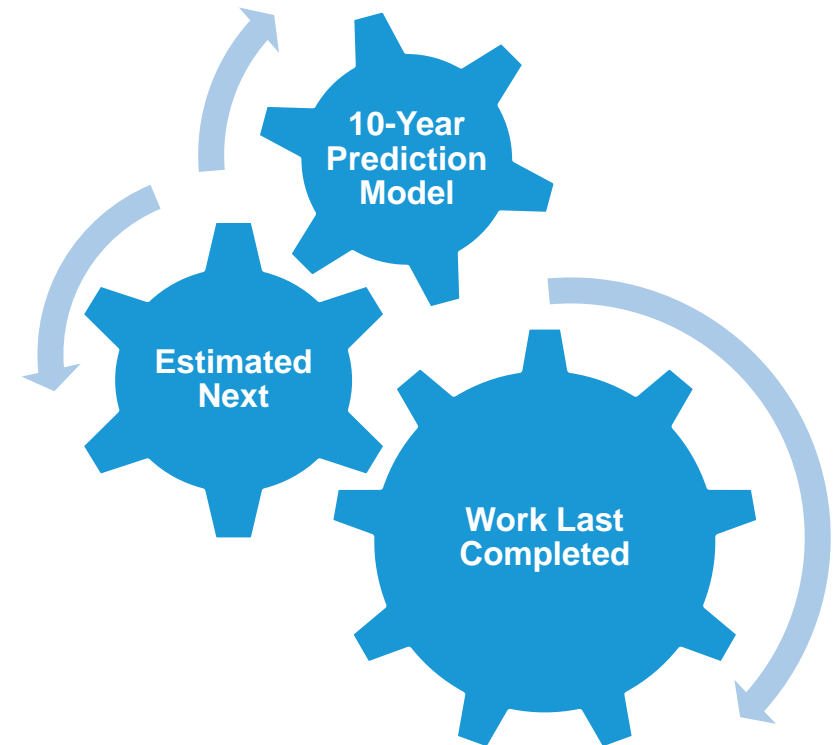 10-Year
Prediction
Model
Estimated
Next
Work Last
Completed